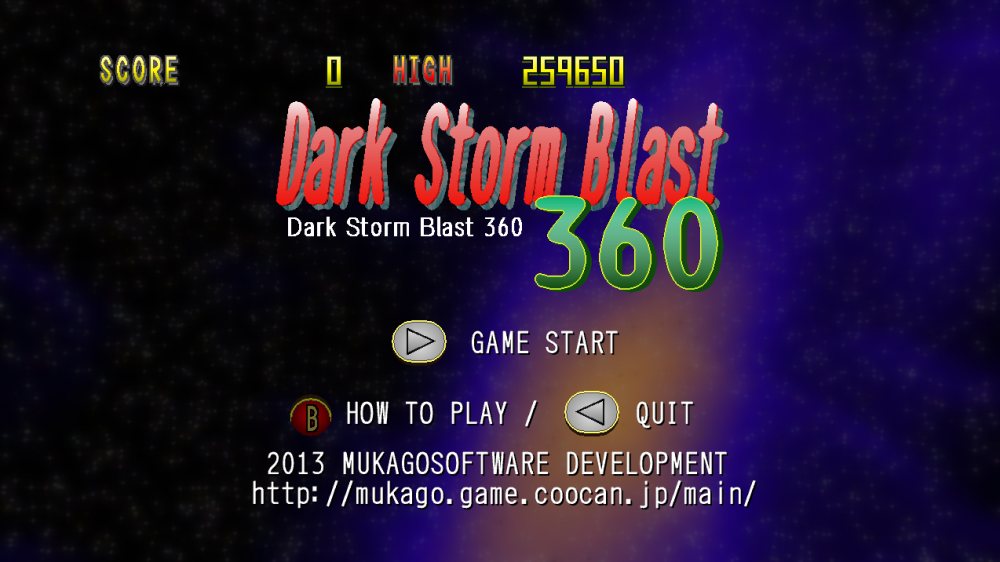 SCORE 0 HIGH 259650
Dark Storm Blast
360
Dark Storm Blast 360
GAME START
B HOW TO PLAY / QUIT
2013 MUKAGOSOFTWARE DEVELOPMENT
http://mukago.game.coocan.jp/main/